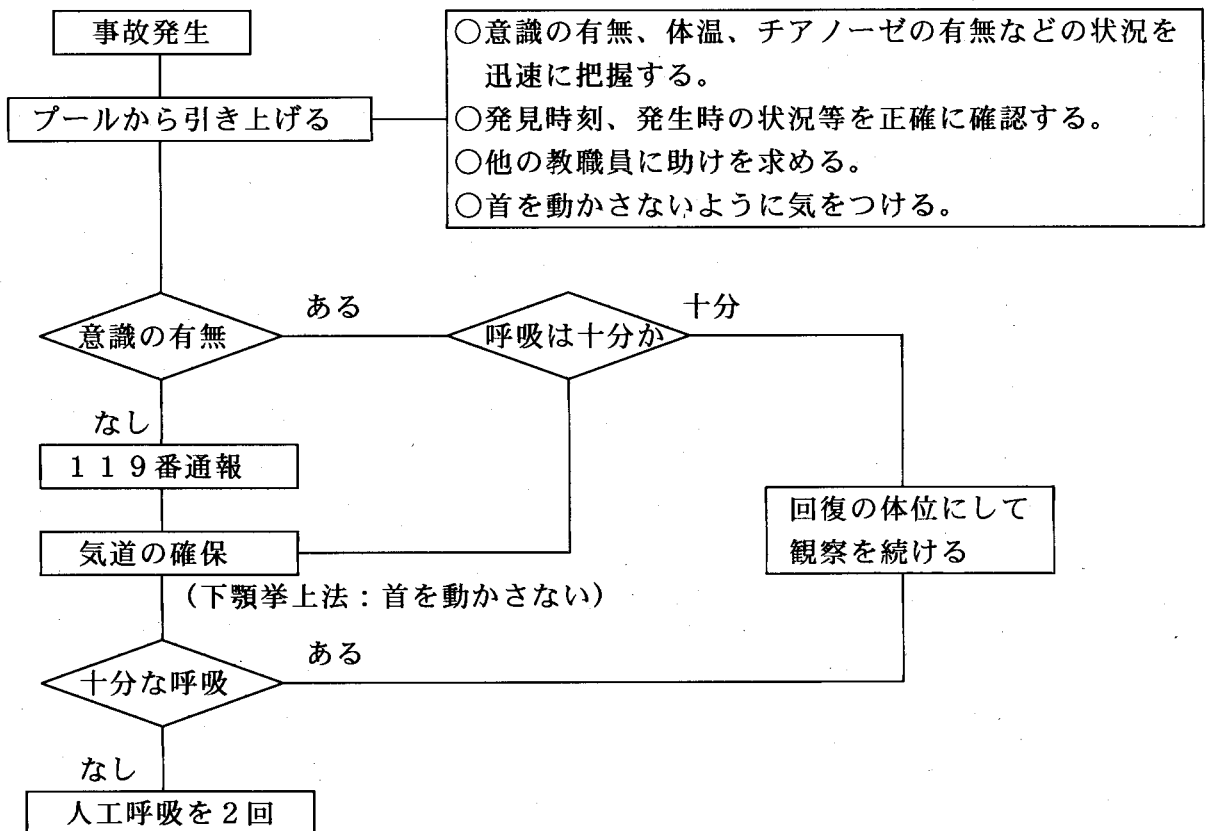 事故発生
プールから引き上げる
○意識の有無、体温、チアノーゼの有無などの状況を
迅速に把握する。
○発見時刻、発生時の状況等を正確に確認する。
○他の教職員に助けを求める。
○首を動かさないように気をつける。
意識の有無
ある
呼吸は十分か
十分
なし
119番通報
気道の確保
(下顎挙上法:首を動かさない)
回復の体位にして
観察を続ける
十分な呼吸
ある
なし
人工呼吸を2回